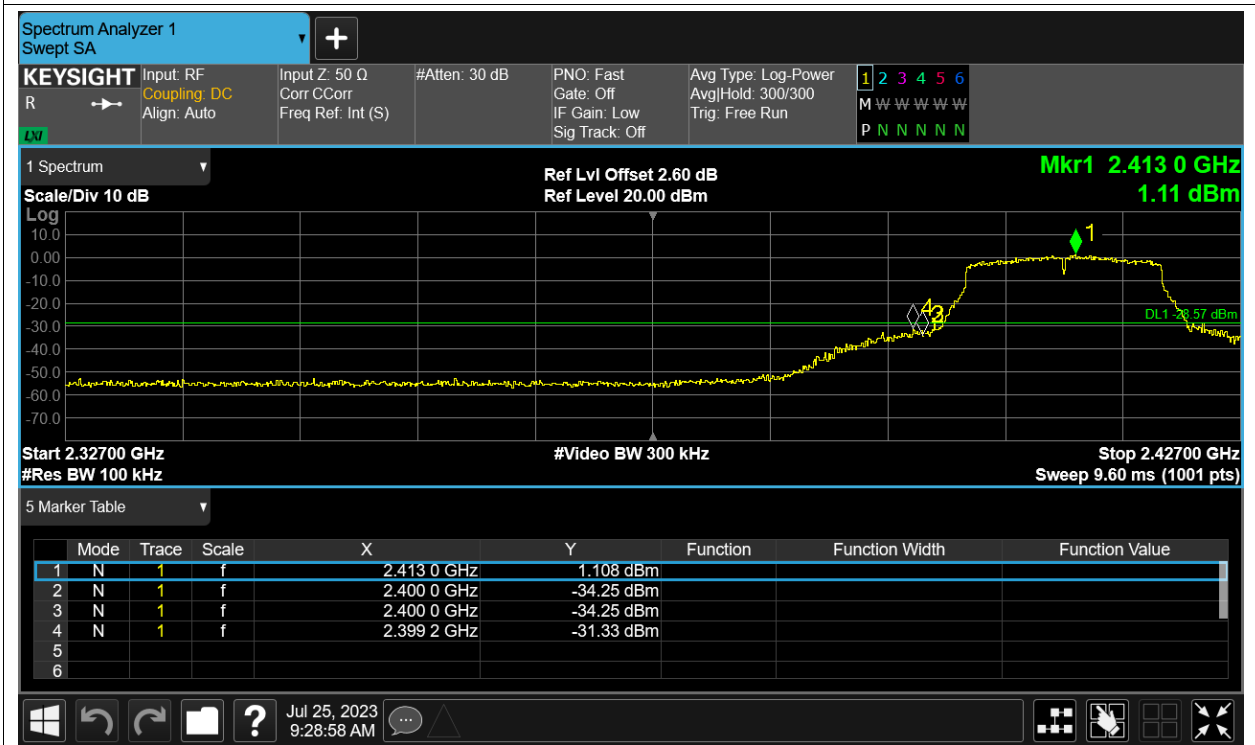 Spectrum Analyzer 1
Swept SA
KEYSIGHT
R
LXI
Input: RF
Coupling: DC
Align: Auto
Input Z: 50 Ω
Corr CCorr
Freq Ref: Int (S)
#Atten: 30 dB
PNO: Fast
Gate: Off
IF Gain: Low
Sig Track: Off
Avg Type: Log-Power
Avg|Hold: 300/300
Trig: Free Run
1 2 3 4 5 6
M W W W W W
P N N N N N
1 Spectrum
Scale/Div 10 dB
Ref Lvl Offset 2.60 dB
Ref Level 20.00 dBm
Mkr1 2.413 0 GHz
1.11 dBm
Log
10.0
0.00
-10.0
-20.0
-30.0
-40.0
-50.0
-60.0
-70.0
1
4
3
DL1 -28.57 dBm
Start 2.32700 GHz
#Video BW 300 kHz
Stop 2.42700 GHz
#Res BW 100 kHz
Sweep 9.60 ms (1001 pts)
5 Marker Table
Mode Trace Scale X Y Function Function Width Function Value
1 N 1 f 2.413 0 GHz 1.108 dBm
2 N 1 f 2.400 0 GHz -34.25 dBm
3 N 1 f 2.400 0 GHz -34.25 dBm
4 N 1 f 2.399 2 GHz -31.33 dBm
5
6
?
Jul 25, 2023
9:28:58 AM